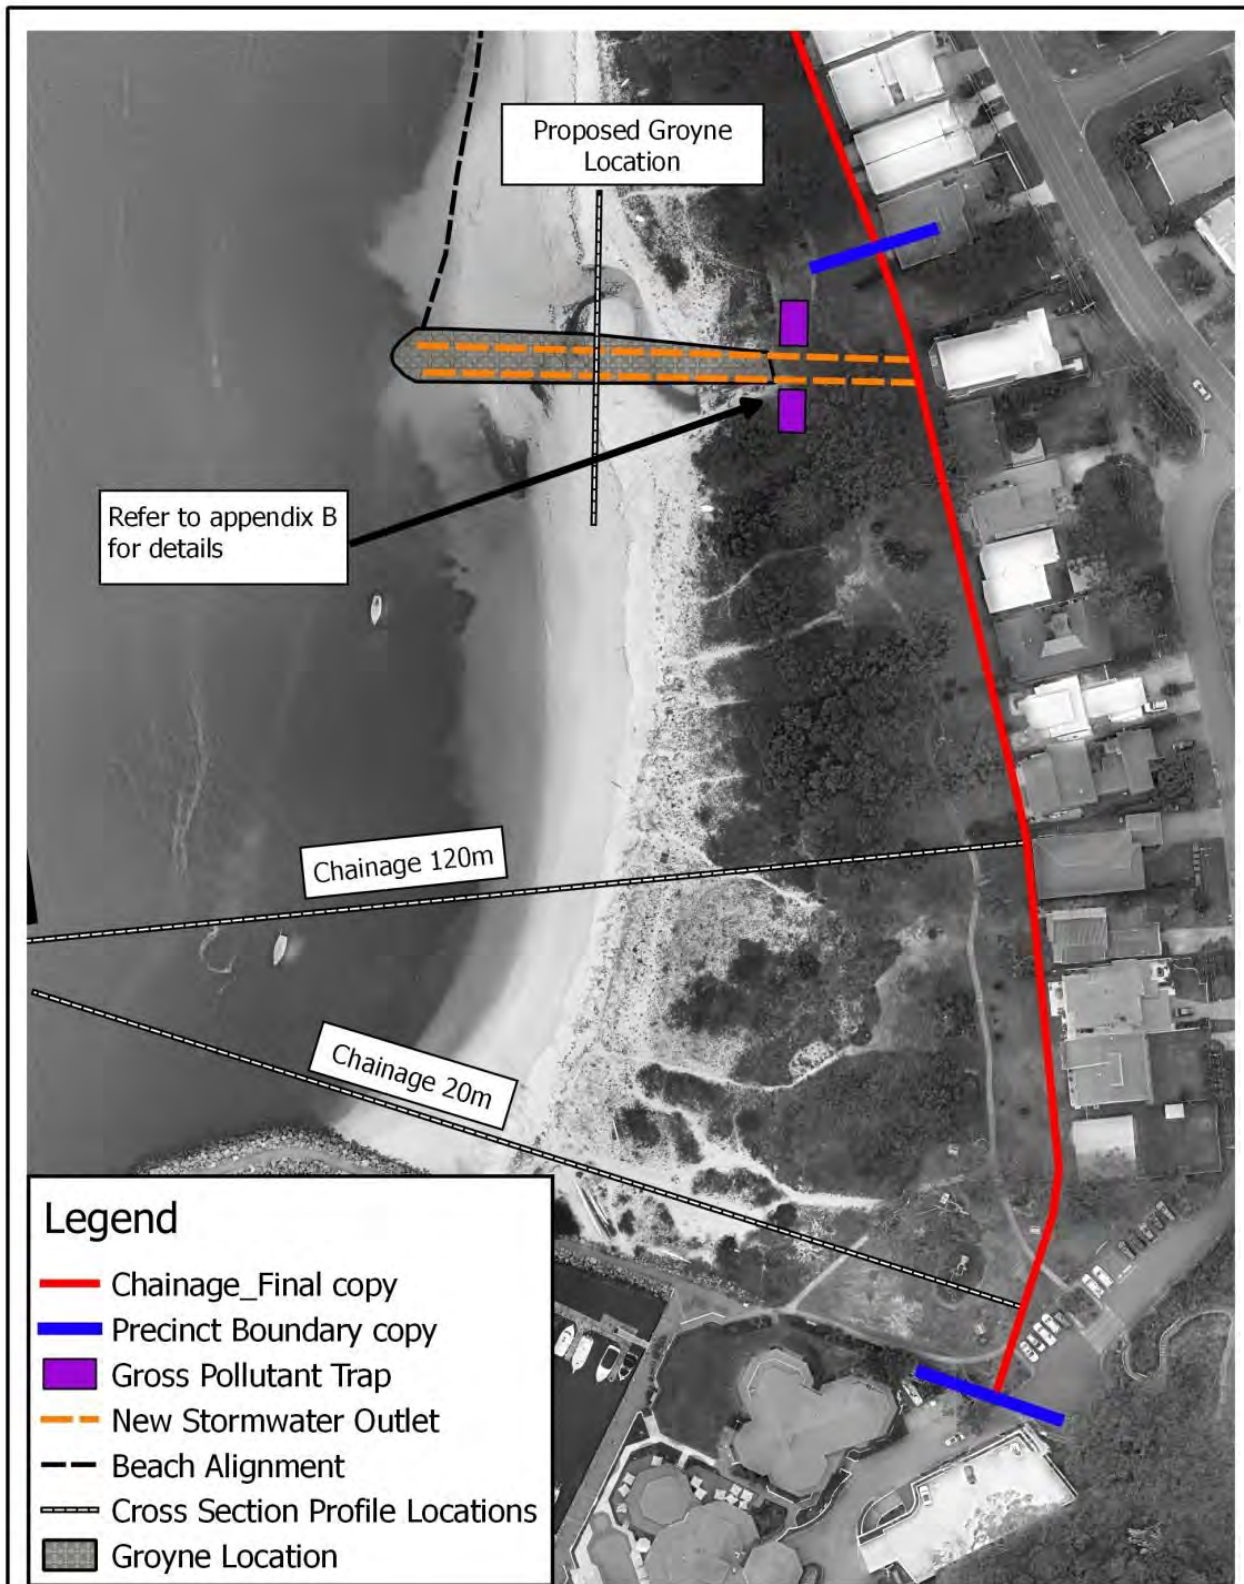 Proposed Groyne
Location
Refer to appendix B
for details
Chainage 120m
Chainage 20m
Legend
Chainage_Final copy
Precinct Boundary copy
Gross Pollutant Trap
New Stormwater Outlet
Beach Alignment
Cross Section Profile Locations
Groyne Location